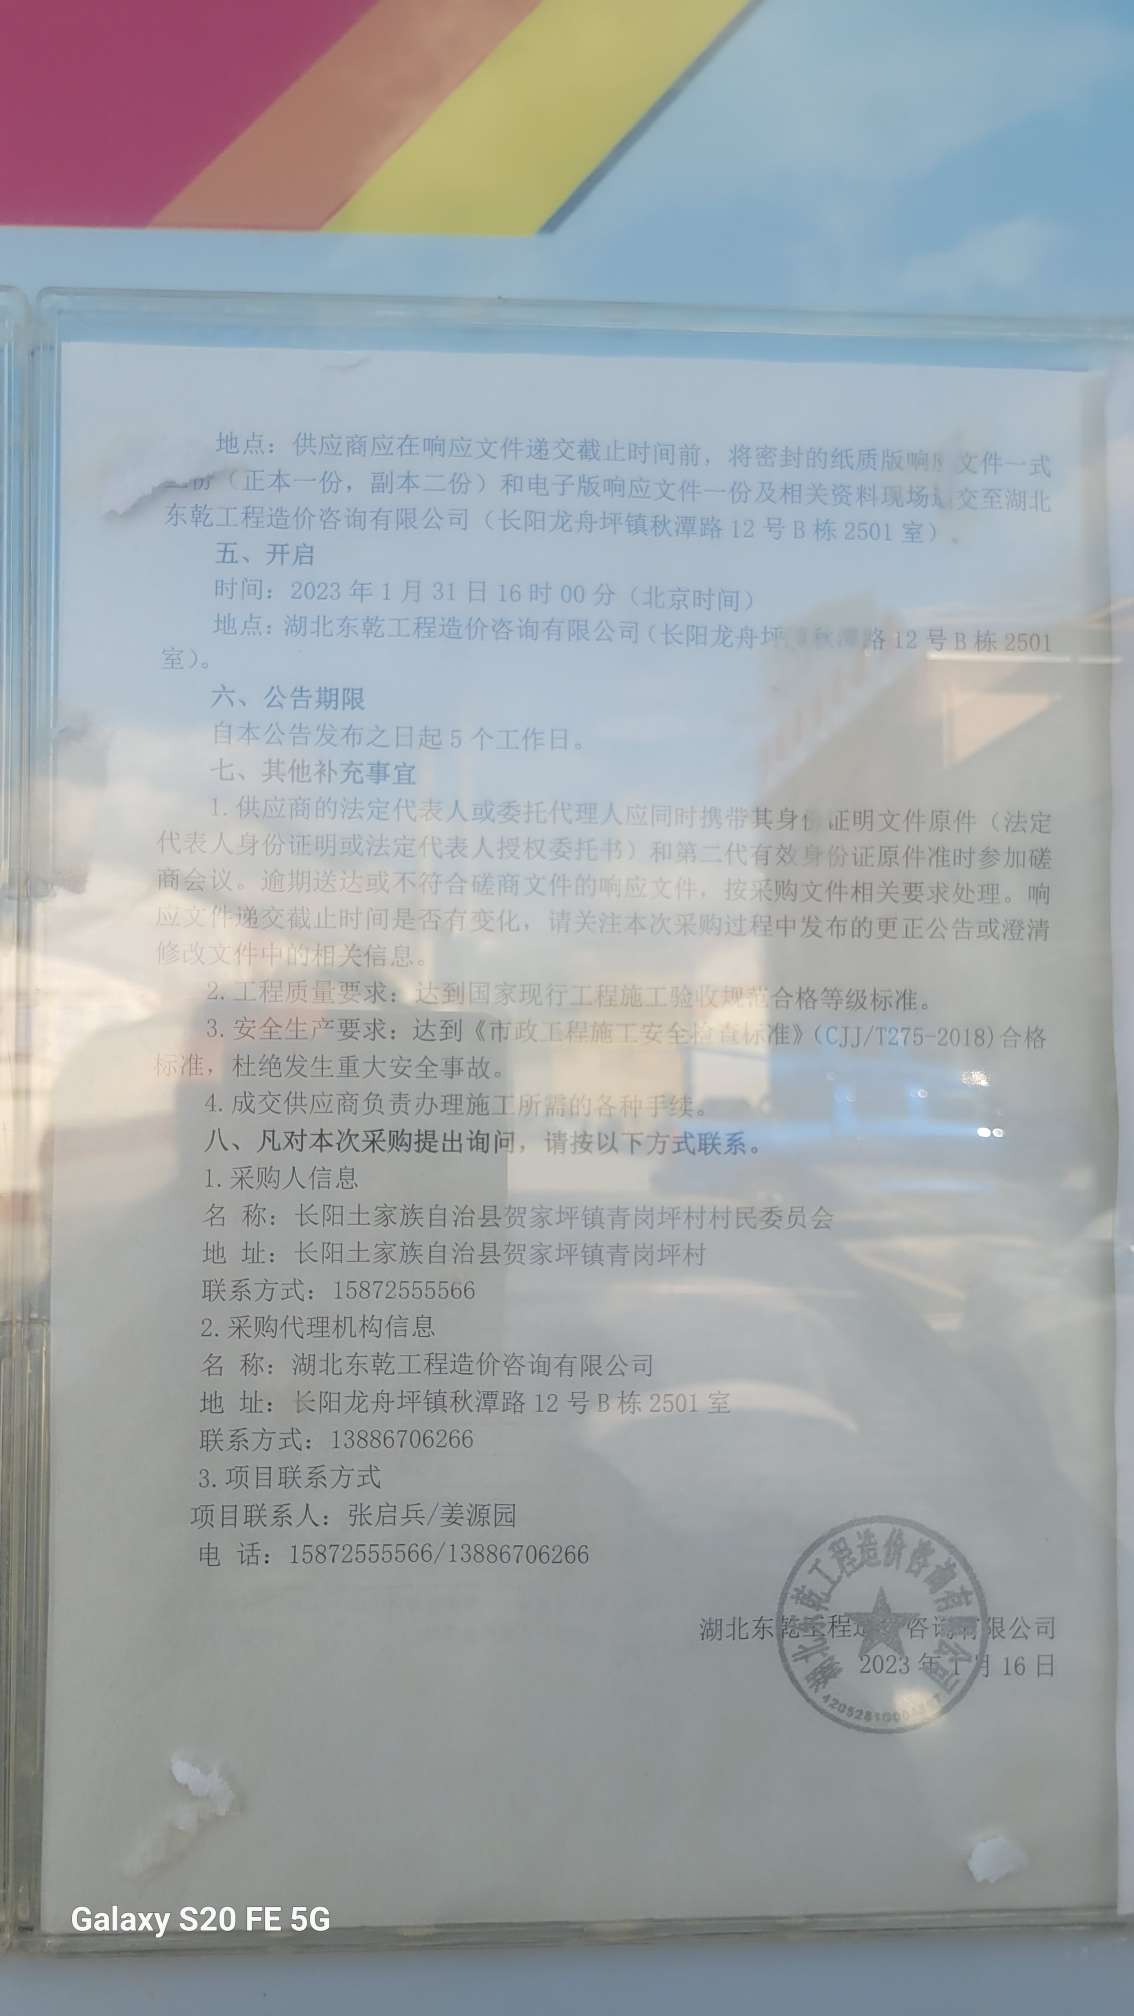 地点：供应商应在响应文件递交截止时间前，将密封的纸质版响应文件一式
份（正本一份，副本二份）和电子版响应文件一份及相关资料现场递交至湖北
东乾工程造价咨询有限公司（长阳龙舟坪镇秋潭路12号B栋2501室）。
五、开启
时间：2023年1月31日16时00分（北京时间）
地点：湖北东乾工程造价咨询有限公司（长阳龙舟坪镇秋潭路12号B栋2501
室）。
六、公告期限
自本公告发布之日起5个工作日。
七、其他补充事宜
1.供应商的法定代表人或委托代理人应同时携带其身份证明文件原件（法定
代表人身份证明或法定代表人授权委托书）和第二代有效身份证原件准时参加磋
商会议。逾期送达或不符合磋商文件的响应文件，按采购文件相关要求处理。响
应文件递交截止时间是否有变化，请关注本次采购过程中发布的更正公告或澄清
修改文件中的相关信息。
2.工程质量要求：达到国家现行工程施工验收规范合格等级标准。
3.安全生产要求：达到《市政工程施工安全检查标准》（CJJ/T275-2018)合格
标准，杜绝发生重大安全事故。
4.成交供应商负责办理施工所需的各种手续。
八、凡对本次采购提出询问，请按以下方式联系。
1.采购人信息
名 称：长阳土家族自治县贺家坪镇青岗坪村村民委员会
地 址：长阳土家族自治县贺家坪镇青岗坪村
联系方式：15872555566
2.采购代理机构信息
名 称：湖北东乾工程造价咨询有限公司
地 址：长阳龙舟坪镇秋潭路12号B栋2501室
联系方式：13886706266
3.项目联系方式
项目联系人：张启兵/姜源园
电 话：15872555566/13886706266
湖北东乾工程造价咨询有限公司
湖北东乾工程造价咨询有限公司
2023年1月16日
Galaxy S20 FE 5G